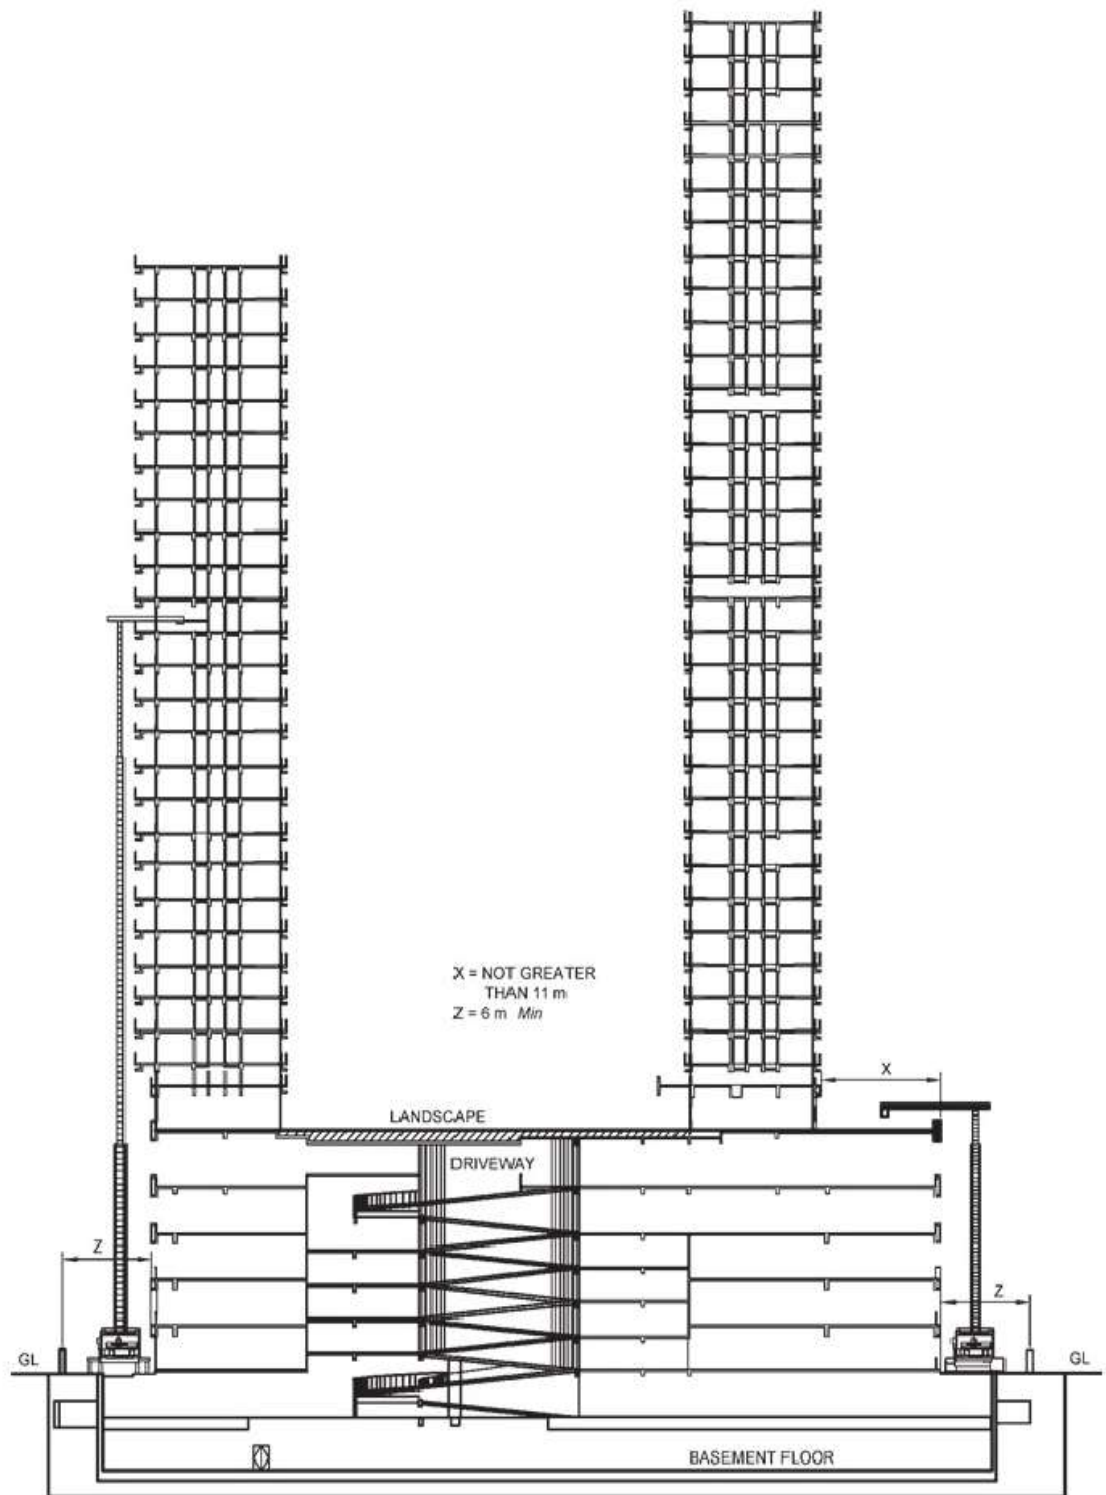 X = NOT GREATER
THAN 11 m
Z = 6 m Min
X
LANDSCAPE
DRIVEWAY
Z
Z
GL
GL
BASEMENT FLOOR